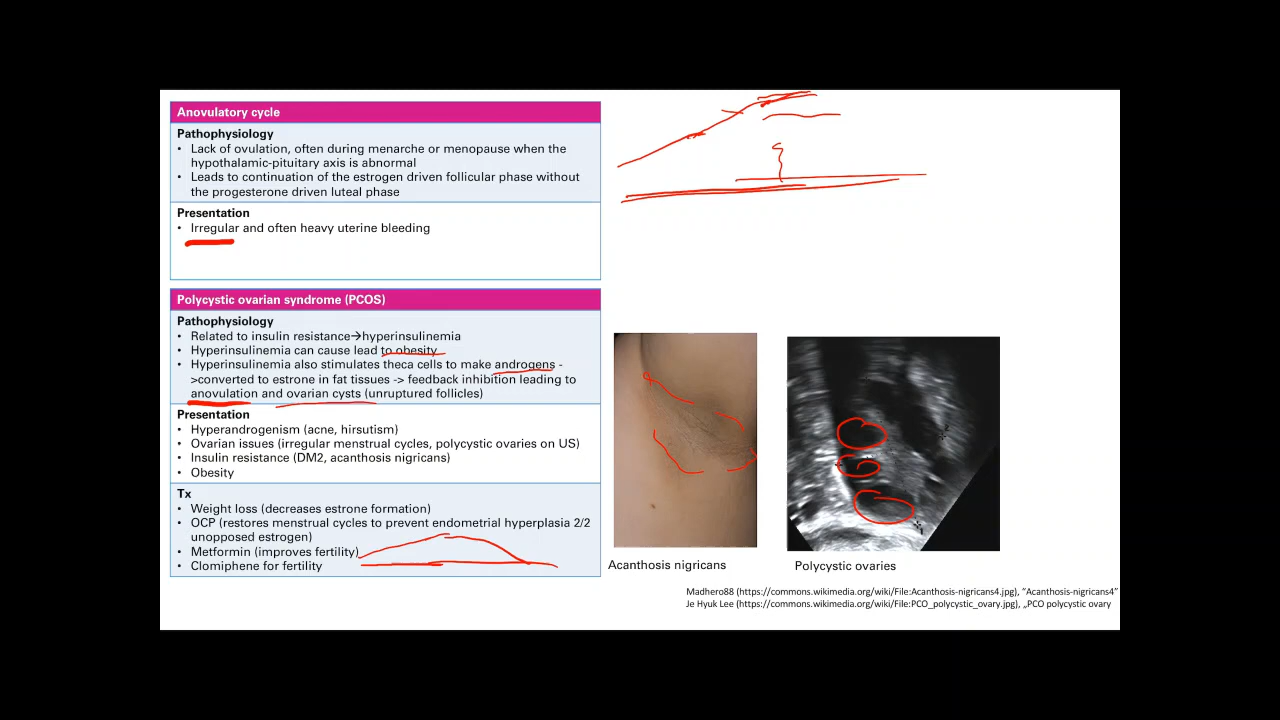 Anovulatory cycle
Pathophysiology
• Lack of ovulation, often during menarche or menopause when the
hypothalamic-pituitary axis is abnormal
• Leads to continuation of the estrogen driven follicular phase without
the progesterone driven luteal phase
Presentation
• Irregular and often heavy uterine bleeding
Polycystic ovarian syndrome (PCOS)
Pathophysiology
• Related to insulin resistance→hyperinsulinemia
• Hyperinsulinemia can cause lead to obesity
• Hyperinsulinemia also stimulates theca cells to make androgens -
>converted to estrone in fat tissues -> feedback inhibition leading to
anovulation and ovarian cysts (unruptured follicles)
Presentation
• Hyperandrogenism (acne, hirsutism)
• Ovarian issues (irregular menstrual cycles, polycystic ovaries on US)
• Insulin resistance (DM2, acanthosis nigricans)
• Obesity
Tx
• Weight loss (decreases estrone formation)
• OCP (restores menstrual cycles to prevent endometrial hyperplasia 2/2
unopposed estrogen)
• Metformin (improves fertility)
• Clomiphene for fertility
Acanthosis nigricans
Polycystic ovaries
Madhero88 (https://commons.wikimedia.org/wiki/File:Acanthosis-nigricans4.jpg), "Acanthosis-nigricans4"
Je Hyuk Lee (https://commons.wikimedia.org/wiki/File:PCO_polycystic_ovary.jpg), „PCO polycystic ovary